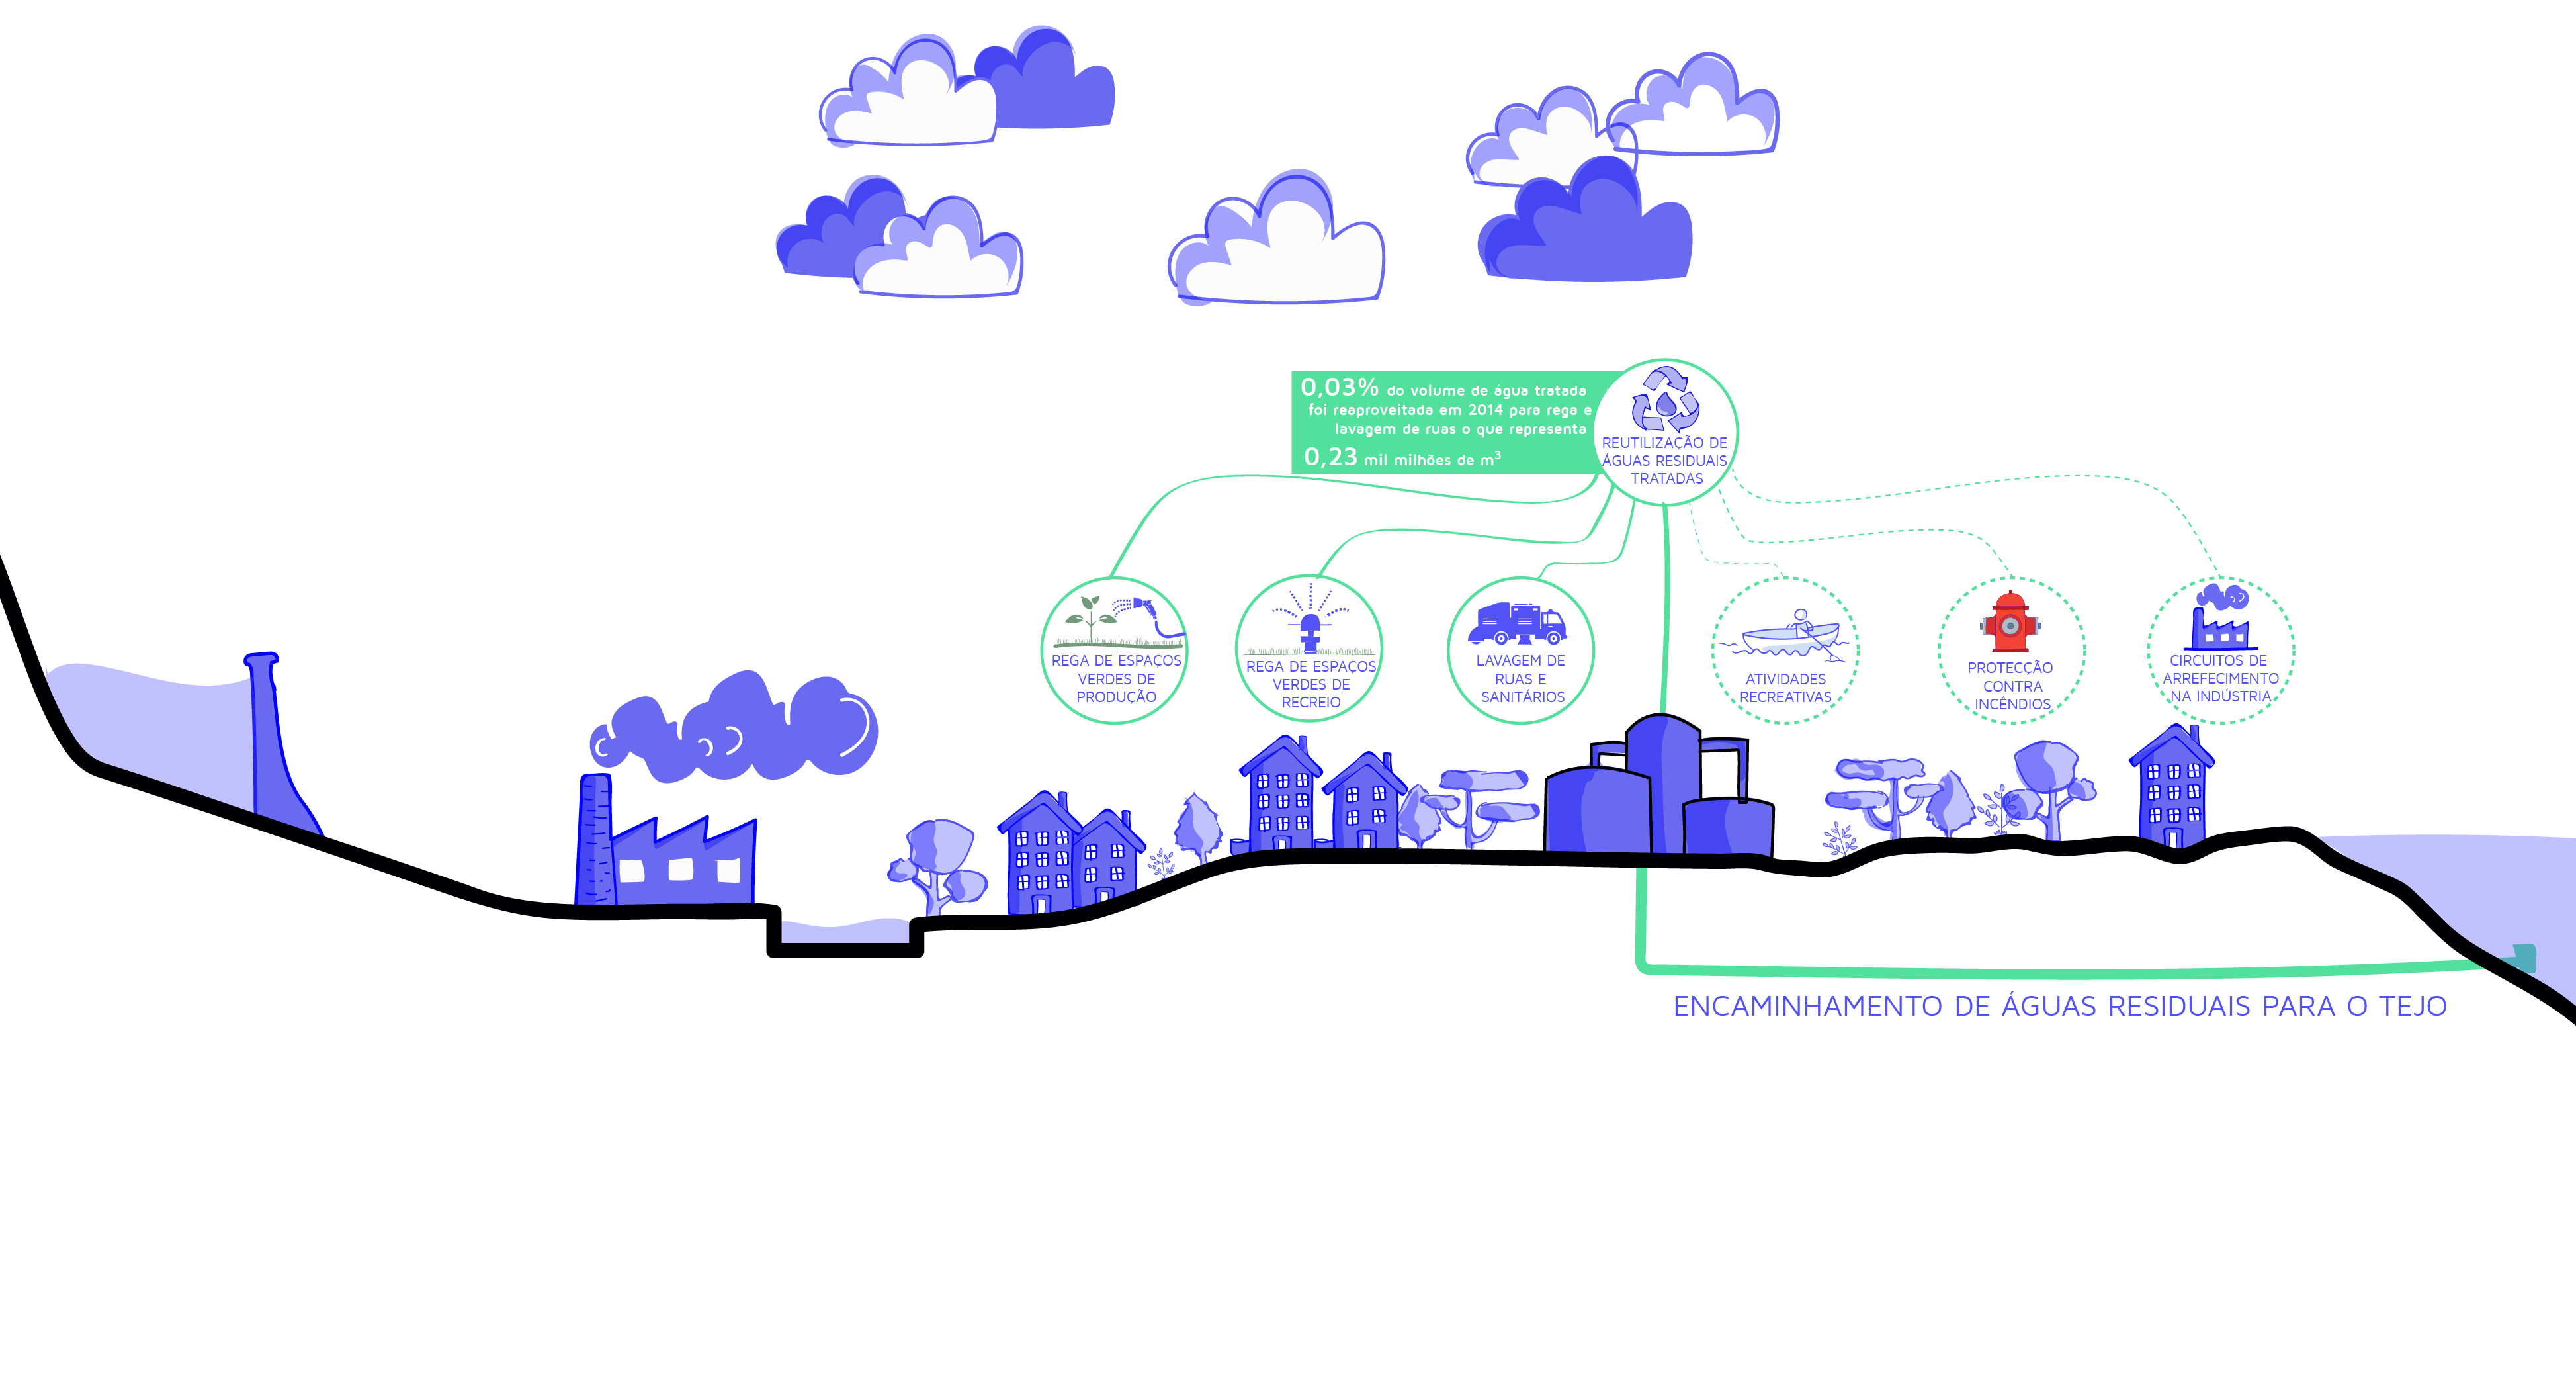 0,03% do volume de água tratada
foi reaproveitada em 2014 para rega e
lavagem de ruas o que representa
0,23 mil milhões de m³
REUTILIZAÇÃO DE
ÁGUAS RESIDUAIS
TRATADAS
REGA DE ESPAÇOS
VERDES DE
PRODUÇÃO
REGA DE ESPAÇOS
VERDES DE
RECREIO
LAVAGEM DE
RUAS E
SANITÁRIOS
ATIVIDADES
RECREATIVAS
PROTECÇÃO
CONTRA
INCÊNDIOS
CIRCUITOS DE
ARREFECIMENTO
NA INDÚSTRIA
ENCAMINHAMENTO DE ÁGUAS RESIDUAIS PARA O TEJO